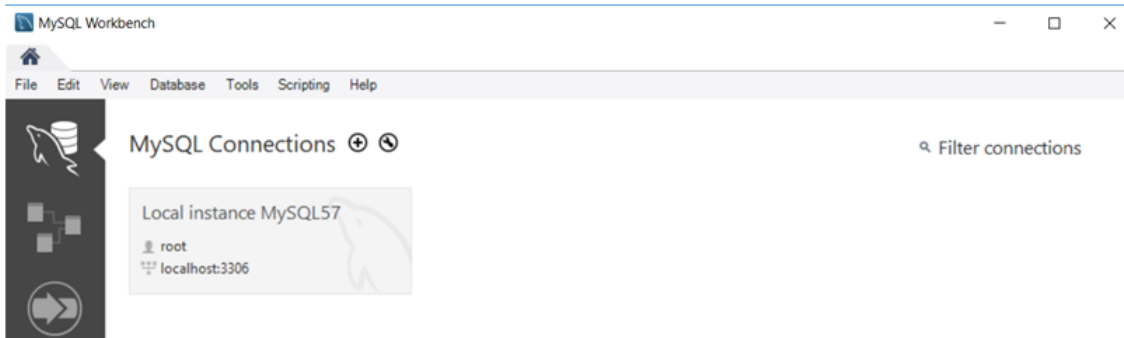 MySQL Workbench
File Edit View Database Tools Scripting Help
MySQL Connections
Filter connections
Local instance MySQL57
root
localhost:3306